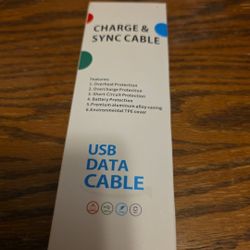 CHARGE &
SYNC CABLE
Features:
1. Overheat Protection
2. Overcharge Protection
3. Short Circuit Protection
4. Battery Protection
5. Premium aluminum alloy casing
6. Environmental TPE cover
USB
DATA
CABLE